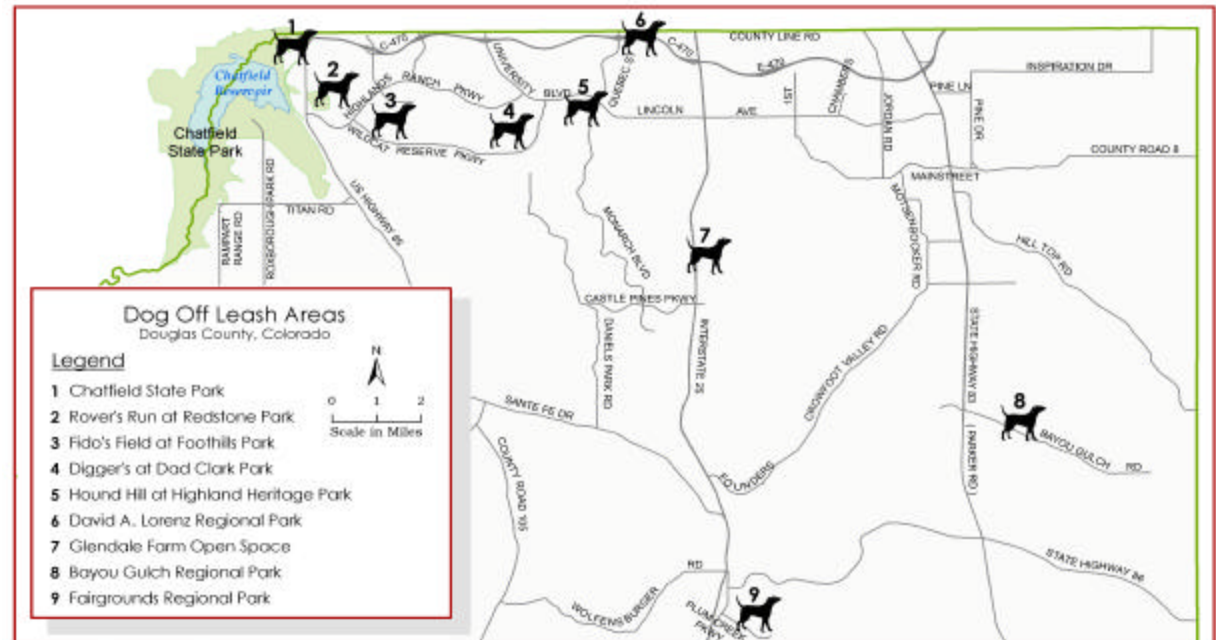 1
6
C-470
C-470
COUNTY LINE RD
E-470
2
HIGHLANDS
RANCH PKWY
UNIVERSITY
BLVD
QUEBEC S
CHAMBERS
INSPIRATION DR
Chatfield
Reservoir
3
4
5
LINCOLN AVE
1ST
JORDAN RD
PINE LN
PINE DR
Chatfield
State Park
WILDCAT RESERVE PKWY
COUNTY ROAD 8
MAINSTREET
US HIGHWAY 85
TITAN RD
RAMPART
RANGE RD
ROXBOROUGH PARK RD
MONARCH BLVD
7
MOTSENBOCKER RD
HILL TOP RD
CASTLE PINES PKWY
DANIELS PARK RD
INTERSTATE 25
CROWFOOT VALLEY RD
STATE HIGHWAY 83
( PARKER RD )
Dog Off Leash Areas
Douglas County, Colorado
Legend
N
0 1 2
Scale in Miles
1 Chatfield State Park
2 Rover's Run at Redstone Park
3 Fido's Field at Foothills Park
4 Digger's at Dad Clark Park
5 Hound Hill at Highland Heritage Park
6 David A. Lorenz Regional Park
7 Glendale Farm Open Space
8 Bayou Gulch Regional Park
9 Fairgrounds Regional Park
SANTE FE DR
COUNTY ROAD 105
FOUNDERS
8
BAYOU GULCH RD
STATE HIGHWAY 86
WOLFENSBURGER RD
9
PLUM CREEK
PKWY